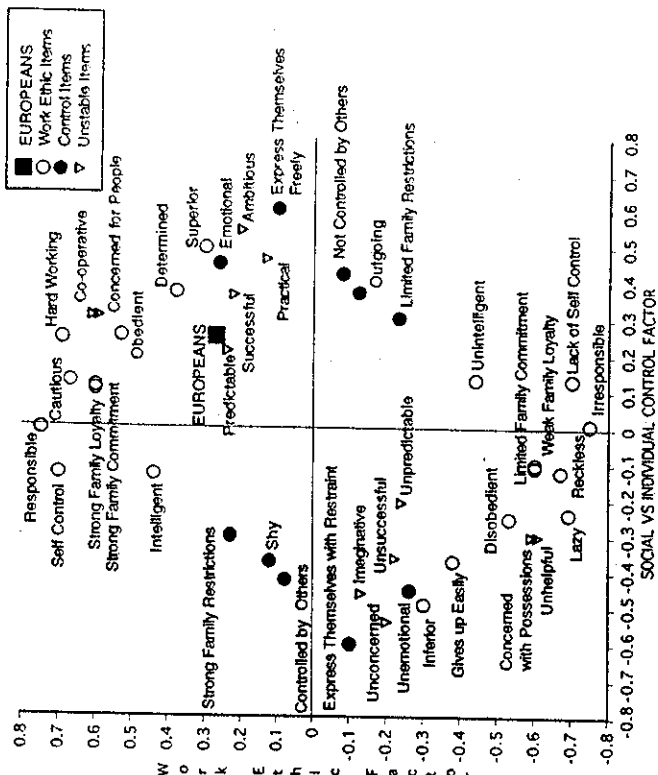 EUROPEANS
Work Ethic Items
Control Items
Unstable Items
Responsible
Self Control
Cautious
Hard Working
Co-operative
Concerned for People
Strong Family Loyalty
Strong Family Commitment
Obedient
Intelligent
Determined
Superior
Emotional
Ambitious
Express Themselves
Freely
EUROPEANS
Predictable
Successful
Practical
Strong Family Restrictions
Shy
Controlled by Others
Not Controlled by Others
Outgoing
Limited Family Restrictions
Express Themselves with Restraint
Imaginative
Unconcerned
Unsuccessful
Unpredictable
Unemotional
Inferior
Gives up Easily
Unintelligent
Disobedient
Concerned
with Possessions
Unhelpful
Limited Family Commitment
Week Family Loyalty
Lack of Self Control
Reckless
Lazy
Irresponsible
0.8
0.7
0.6
0.5
0.4
0.3
0.2
0.1
0
-0.1
-0.2
-0.3
-0.4
-0.5
-0.6
-0.7
-0.8
-0.8 -0.7 -0.6 -0.5 -0.4 -0.3 -0.2 -0.1 0 0.1 0.2 0.3 0.4 0.5 0.6 0.7 0.8
SOCIAL VS INDIVIDUAL CONTROL FACTOR
W
o
r
k
E
t
h
i
c
F
a
c
t
o
r